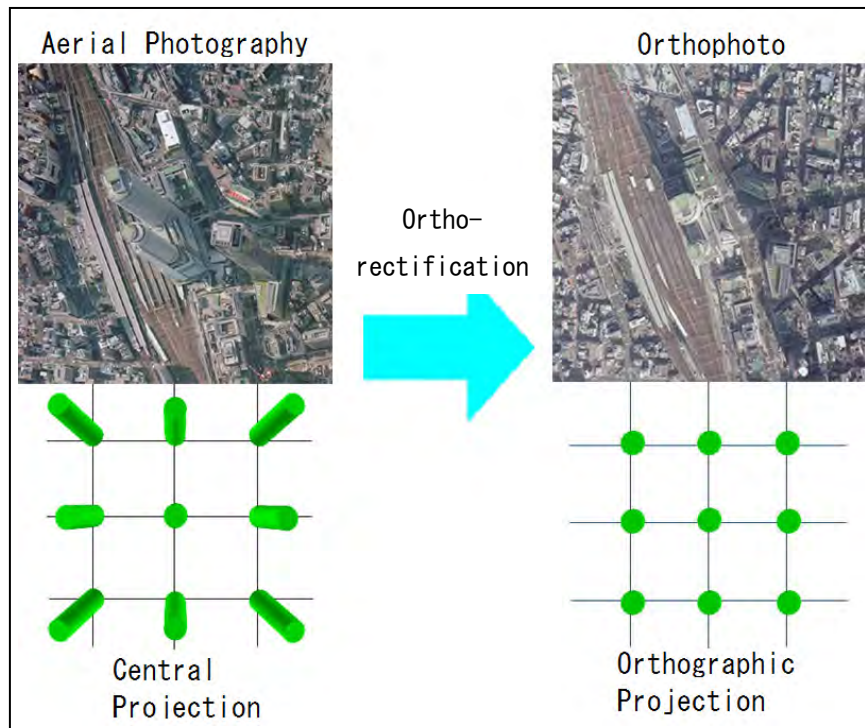 Aerial Photography
Orthophoto
Ortho-
rectification
Central
Projection
Orthographic
Projection